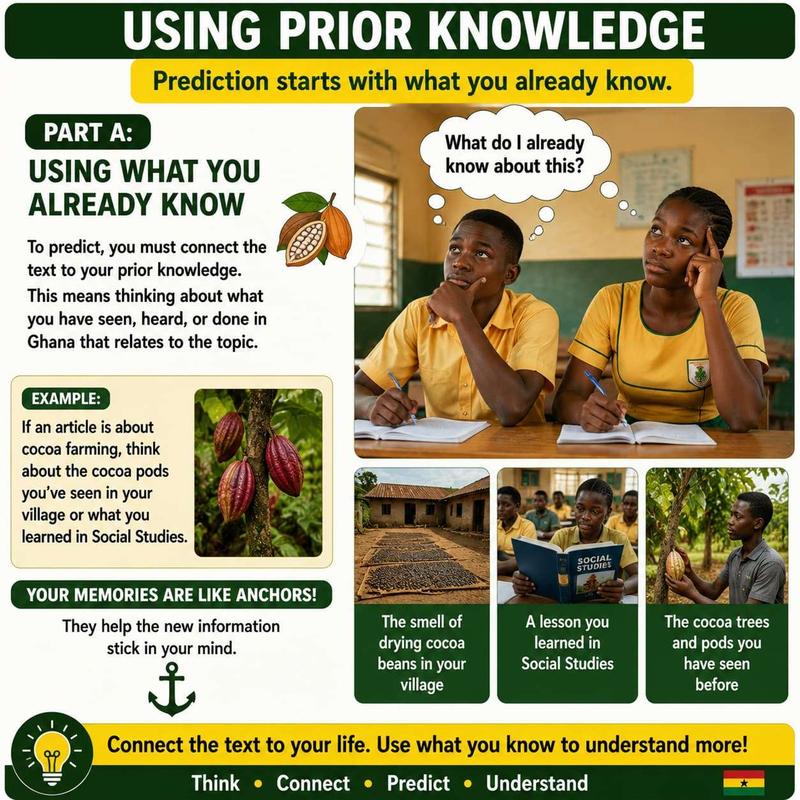 USING PRIOR KNOWLEDGE
Prediction starts with what you already know.
PART A:
USING WHAT YOU
ALREADY KNOW
To predict, you must connect the
text to your prior knowledge.
This means thinking about what
you have seen, heard, or done in
Ghana that relates to the topic.
What do I already
know about this?
EXAMPLE:
If an article is about
cocoa farming, think
about the cocoa pods
you've seen in your
village or what you
learned in Social Studies.
YOUR MEMORIES ARE LIKE ANCHORS!
They help the new information
stick in your mind.
SOCIAL
STUDIES
The smell of
drying cocoa
beans in your
village
A lesson you
learned in
Social Studies
The cocoa trees
and pods you
have seen
before
Connect the text to your life. Use what you know to understand more!
Think • Connect • Predict • Understand